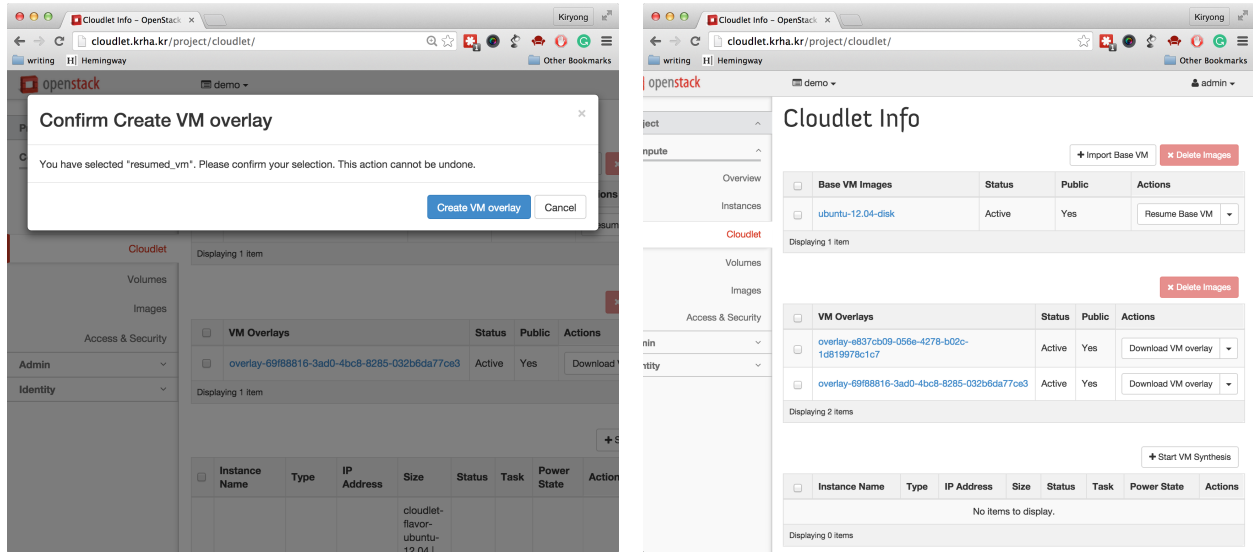 Cloudlet Info - OpenStack
Kiryong
cloudlet.krha.kr/project/cloudlet/
writing
Hemingway
Other Bookmarks
openstack
demo
Confirm Create VM overlay
×
You have selected "resumed_vm". Please confirm your selection. This action cannot be undone.
Create VM overlay
Cancel
Cloudlet
Displaying 1 item
Volumes
Images
Access & Security
Admin
Identity
VM Overlays Status Public Actions
overlay-69f88816-3ad0-4bc8-8285-032b6da77ce3 Active Yes Download VM
Displaying 1 item
+ S
Instance Name Type IP Address Size Status Task Power State Action
cloudlet-
flavor-
ubuntu-
12.04 |
Cloudlet Info - OpenStack
Kiryong
cloudlet.krha.kr/project/cloudlet/
writing
Hemingway
Other Bookmarks
openstack
demo
admin
ject
mpute
Overview
Instances
Cloudlet
Volumes
Images
Access & Security
min
ntity
Cloudlet Info
+ Import Base VM
× Delete Images
Base VM Images Status Public Actions
ubuntu-12.04-disk Active Yes Resume Base VM
Displaying 1 item
× Delete Images
VM Overlays Status Public Actions
overlay-e837cb09-056e-4278-b02c-
1d819978c1c7 Active Yes Download VM overlay
overlay-69f88816-3ad0-4bc8-8285-032b6da77ce3 Active Yes Download VM overlay
Displaying 2 items
+ Start VM Synthesis
Instance Name Type IP Address Size Status Task Power State Actions
No items to display.
Displaying 0 items